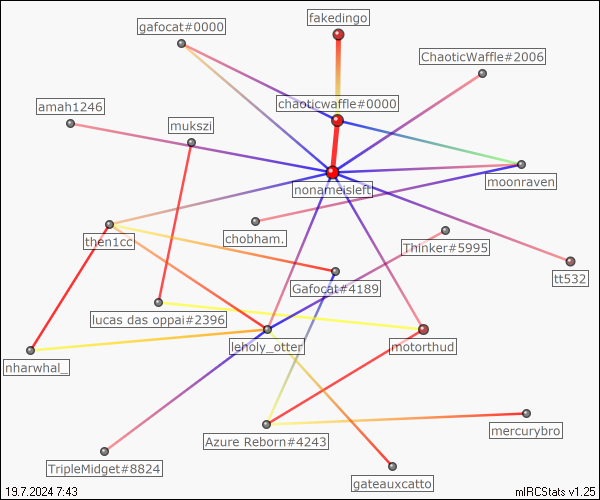 fakedingo
gafocat#0000
ChaoticWaffle#2006
chaoticwaffle#0000
amah1246
mukszi
moonraven
nonameisleft
then1cc
chobham.
Thinker#5995
tt532
Gafocat#4189
lucas das oppai#2396
leholy_otter
motorthud
nharwhal_
Azure Reborn#4243
mercurybro
TripleMidget#8824
gateauxcatto
19.7.2024 7:43
mIRCStats v1.25